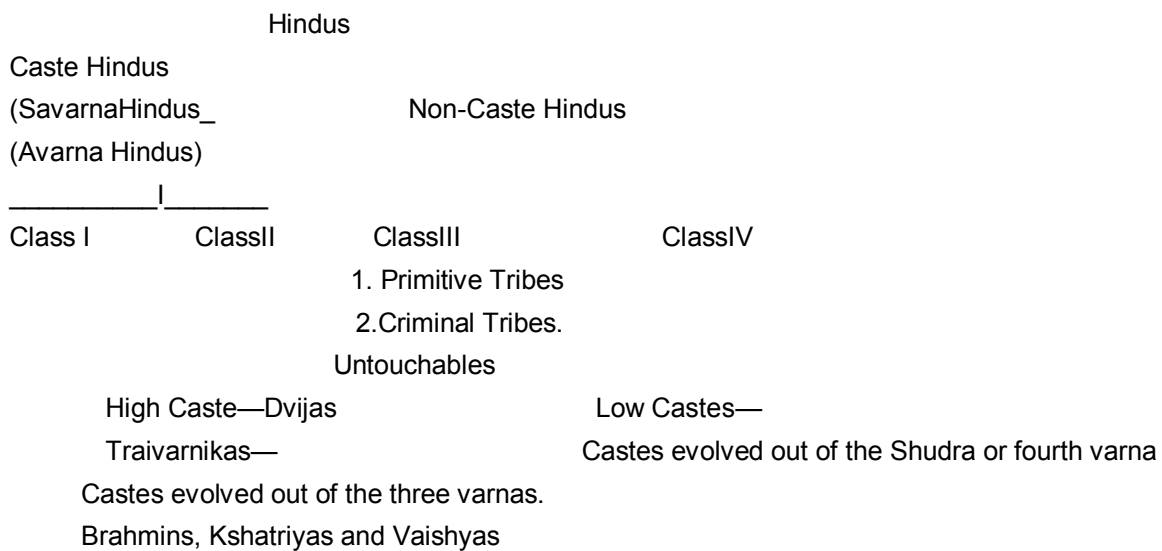 Hindus
Caste Hindus
(SavarnaHindus_ Non-Caste Hindus
(Avarna Hindus)
__________I_______
Class I ClassII ClassIII ClassIV
1. Primitive Tribes
2.Criminal Tribes.
Untouchables
High Caste—Dvijas Low Castes—
Traivarnikas— Castes evolved out of the Shudra or fourth varna
Castes evolved out of the three varnas.
Brahmins, Kshatriyas and Vaishyas